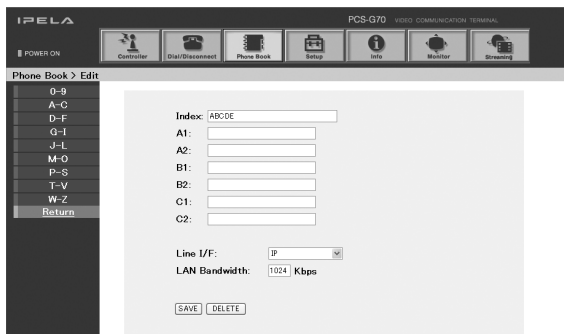 IPELA
PCS-G70 VIDEO COMMUNICATION TERMINAL
POWER ON
Controller
Dial/Disconnect
Phone Book
Setup
Info
Monitor
Streaming
Phone Book > Edit
0-9
A-C
D-F
G-I
J-L
M-O
P-S
T-V
W-Z
Return
Index: ABCDE
A1:
A2:
B1:
B2:
C1:
C2:
Line I/F: IP
LAN Bandwidth: 1024 Kbps
SAVE DELETE